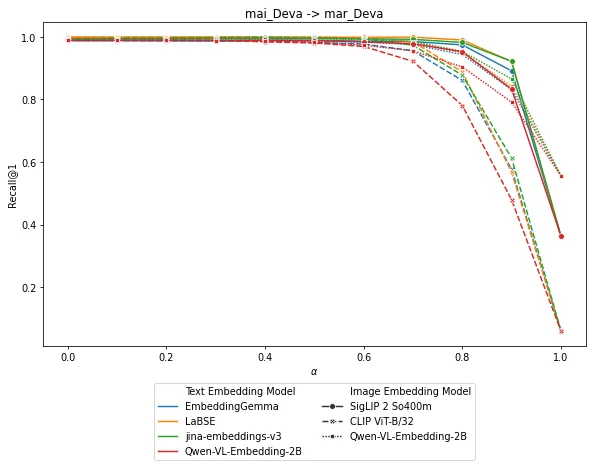 mai_Deva -> mar_Deva
Recall@1
1.0
0.8
0.6
0.4
0.2
0.0 0.2 0.4 0.6 0.8 1.0
α
Text Embedding Model Image Embedding Model
EmbeddingGemma SigLIP 2 So400m
LaBSE CLIP ViT-B/32
jina-embeddings-v3 Qwen-VL-Embedding-2B
Qwen-VL-Embedding-2B